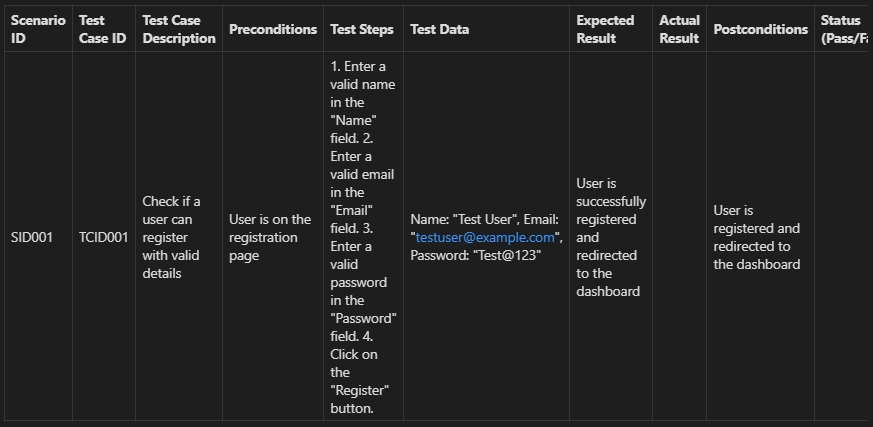 Scenario ID
Test Case ID
Test Case Description
Preconditions
Test Steps
Test Data
Expected Result
Actual Result
Postconditions
Status
SID001
TCID001
Check if a
user can
register
with valid
details
User is on the
registration
page
1. Enter a
valid name
in the
"Name"
field. 2.
Enter a
valid email
in the
"Email"
field. 3.
Enter a
valid
password
in the
"Password"
field. 4.
Click on
the
"Register"
button.
Name: "Test User", Email:
"testuser@example.com",
Password: "Test@123"
User is
successfully
registered
and
redirected
to the
dashboard
User is
registered and
redirected to
the dashboard